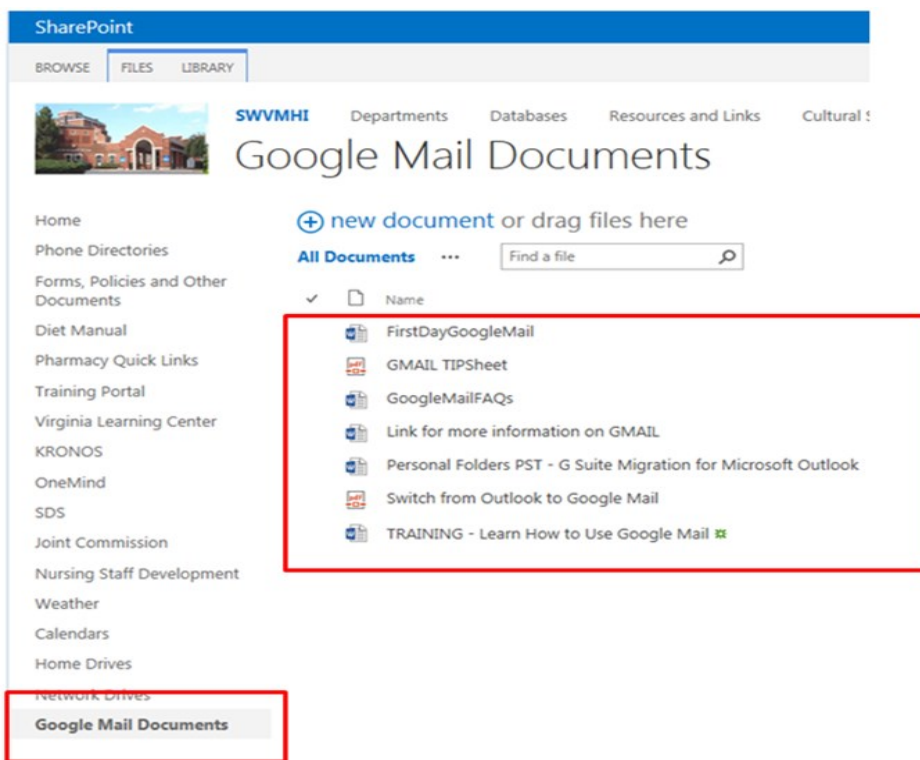 SharePoint
BROWSE FILES LIBRARY
SWVMHI Departments Databases Resources and Links Cultural
Google Mail Documents
Home
Phone Directories
Forms, Policies and Other
Documents
Diet Manual
Pharmacy Quick Links
Training Portal
Virginia Learning Center
KRONOS
OneMind
SDS
Joint Commission
Nursing Staff Development
Weather
Calendars
Home Drives
Network Drives
Google Mail Documents
new document or drag files here
All Documents ... Find a file
Name
FirstDayGoogleMail
GMAIL TIPSheet
GoogleMailFAQs
Link for more information on GMAIL
Personal Folders PST - G Suite Migration for Microsoft Outlook
Switch from Outlook to Google Mail
TRAINING - Learn How to Use Google Mail